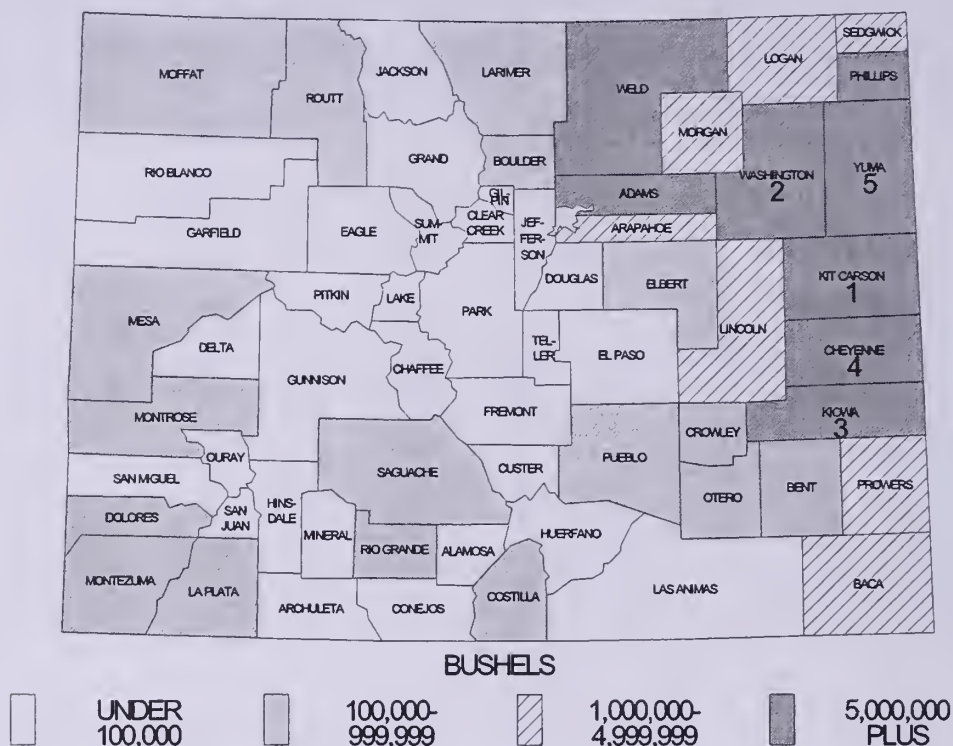 SEDGWICK
LOGAN
MOFFAT
JACKSON
LARIMER
PHILLIPS
ROUTT
WELD
MORGAN
GRAND
BOULDER
RIO BLANCO
WASHINGTON
2
YUMA
5
ADAMS
GIL-
PIN
CLEAR
CREEK
SUM-
MIT
EAGLE
GARFIELD
JEF-
FER-
SON
ARAPAHOE
DOUGLAS
ELBERT
KIT CARSON
1
PITKIN
LAKE
PARK
MESA
LINCOLN
DELTA
TEL-
LER
EL PASO
CHEYENNE
4
GUNNISON
CHAFFEE
FREMONT
KIOWA
3
MONTROSE
CROWLEY
OURAY
SAGUACHE
CUSTER
PUEBLO
SAN MIGUEL
OTERO
BENT
PROWERS
DOLORES
SAN
JUAN
HINS-
DALE
MINERAL
RIO GRANDE
ALAMOSA
HUERFANO
MONTEZUMA
LA PLATA
COSTILLA
LAS ANIMAS
BACA
ARCHULETA
CONEJOS
BUSHELS
UNDER
100,000
100,000-
999,999
1,000,000-
4,999,999
5,000,000
PLUS